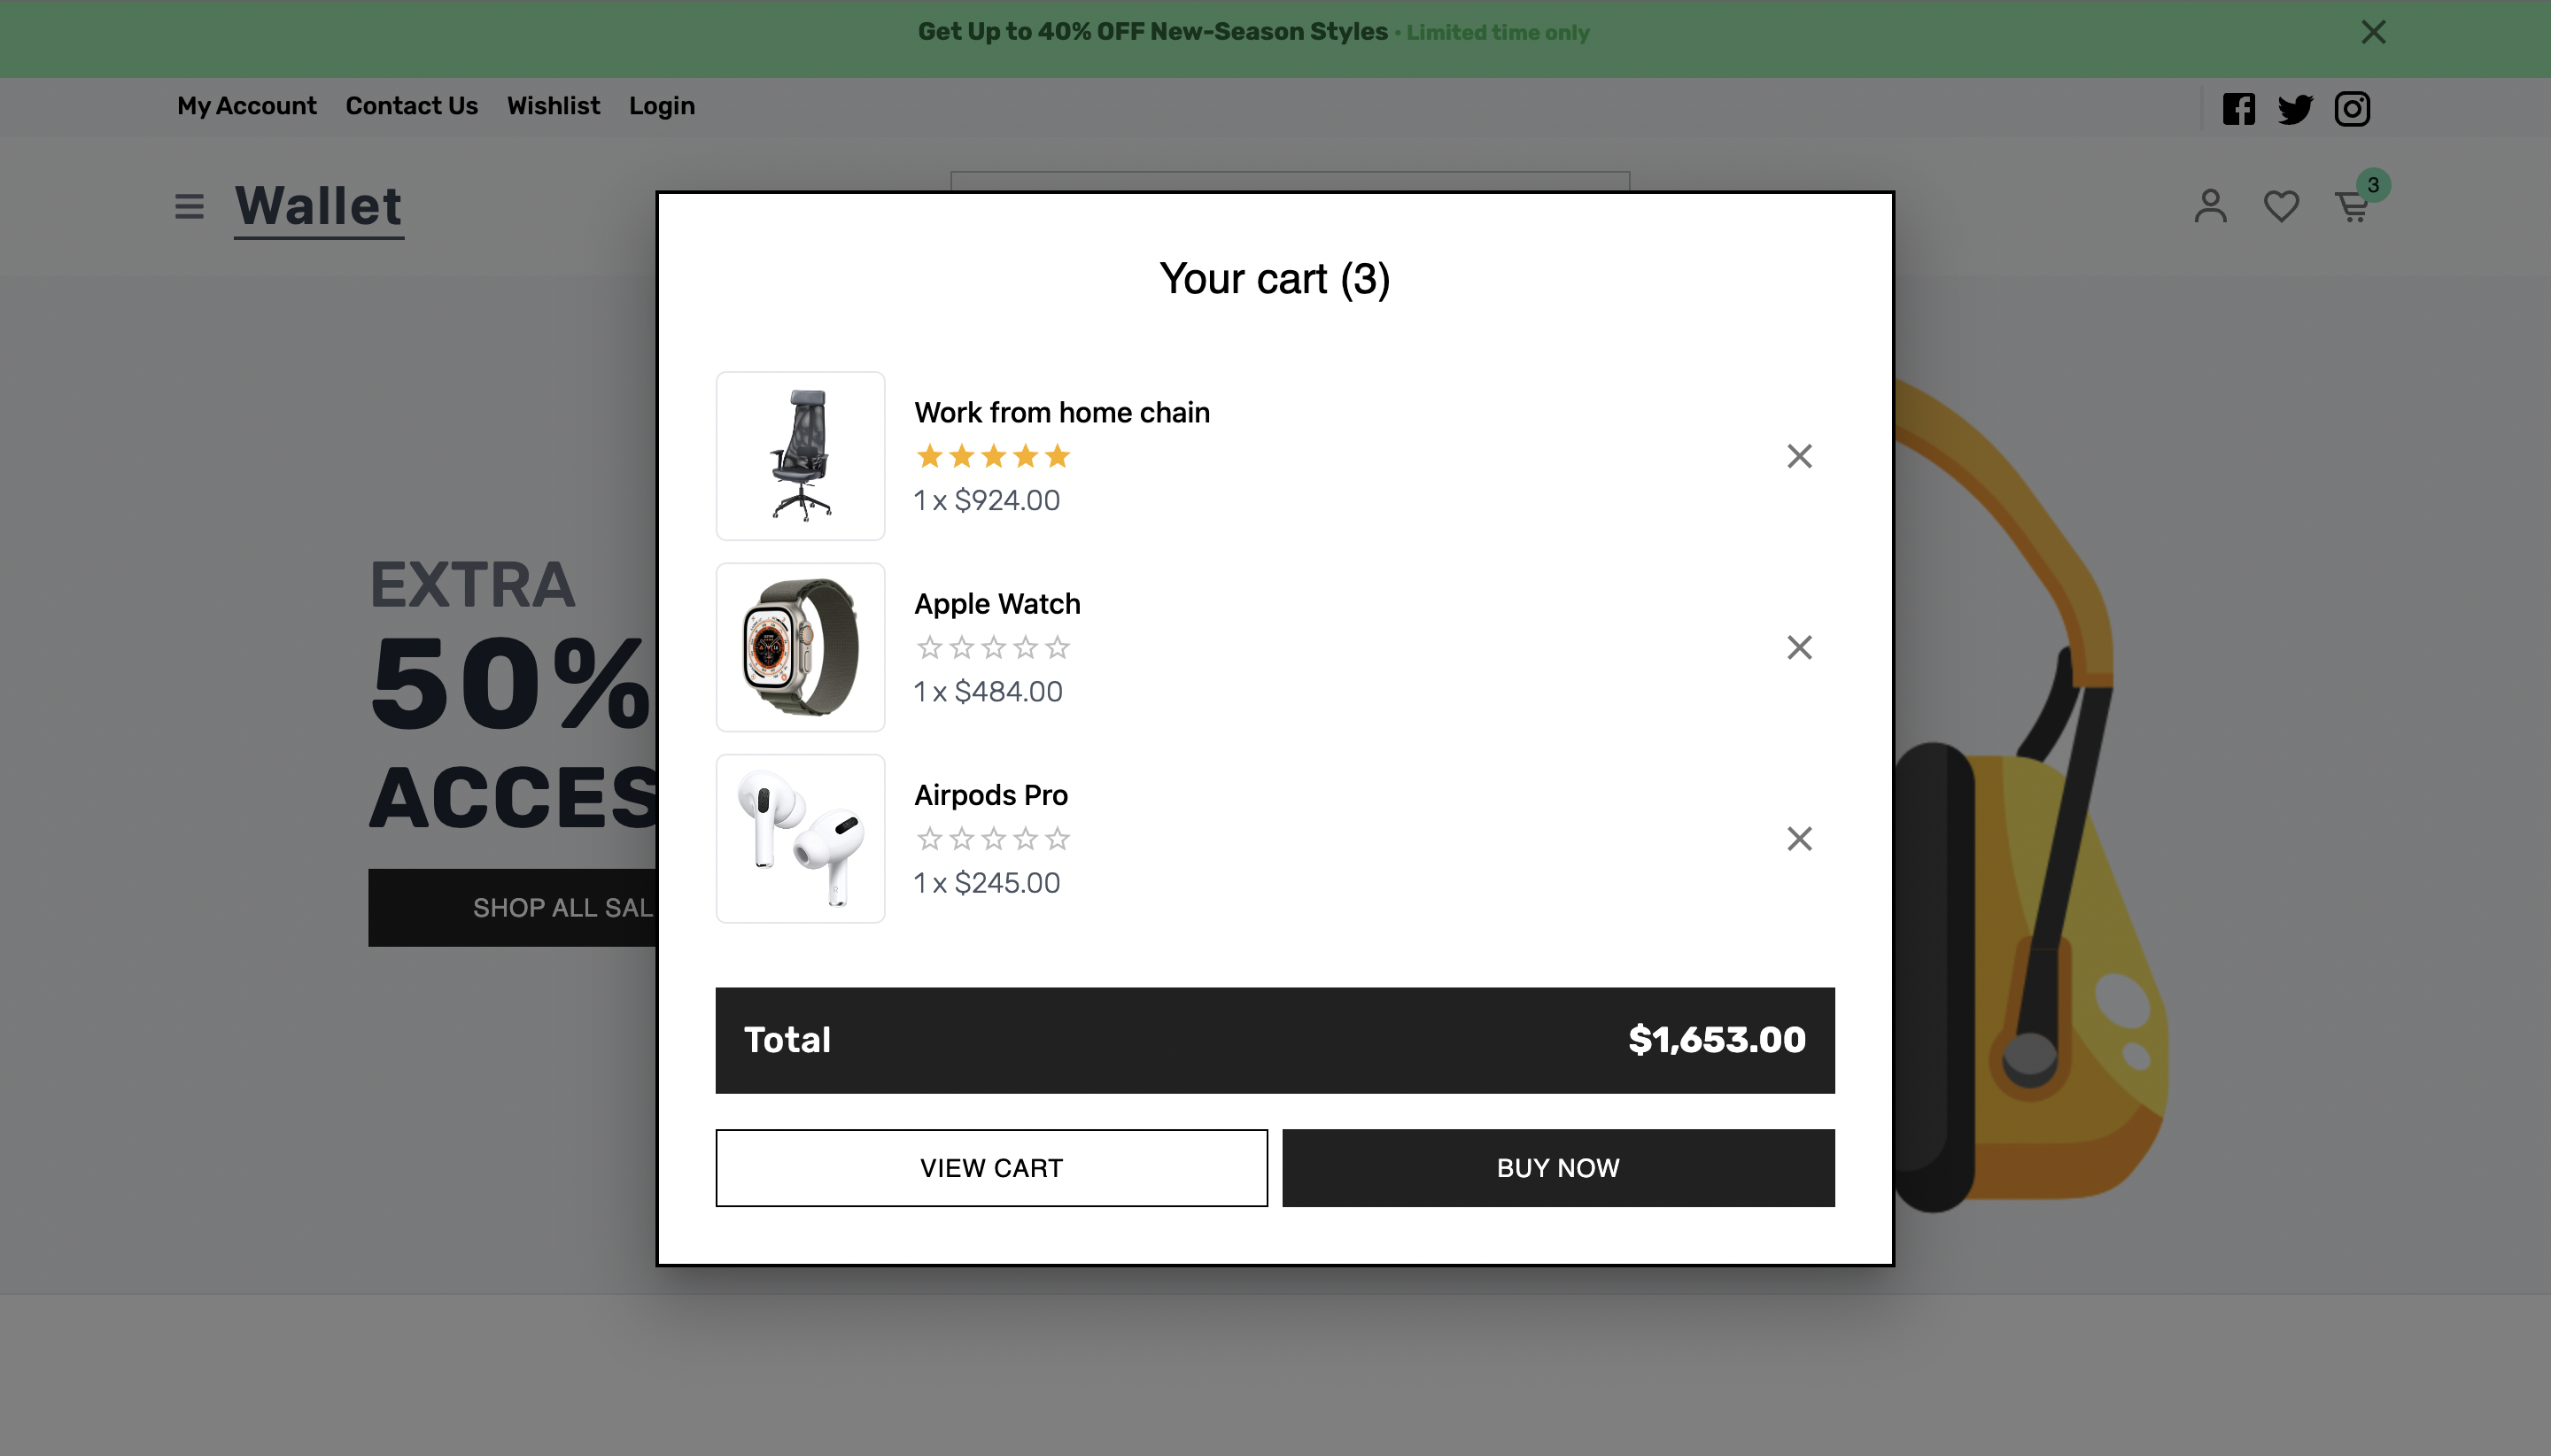 Get Up to 40% OFF New-Season Styles • Limited time only
My Account Contact Us Wishlist Login
Wallet
3
Your cart (3)
Work from home chain
1 x $924.00
Apple Watch
1 x $484.00
Airpods Pro
1 x $245.00
Total $1,653.00
VIEW CART BUY NOW
EXTRA
50%
ACCES
SHOP ALL SAL